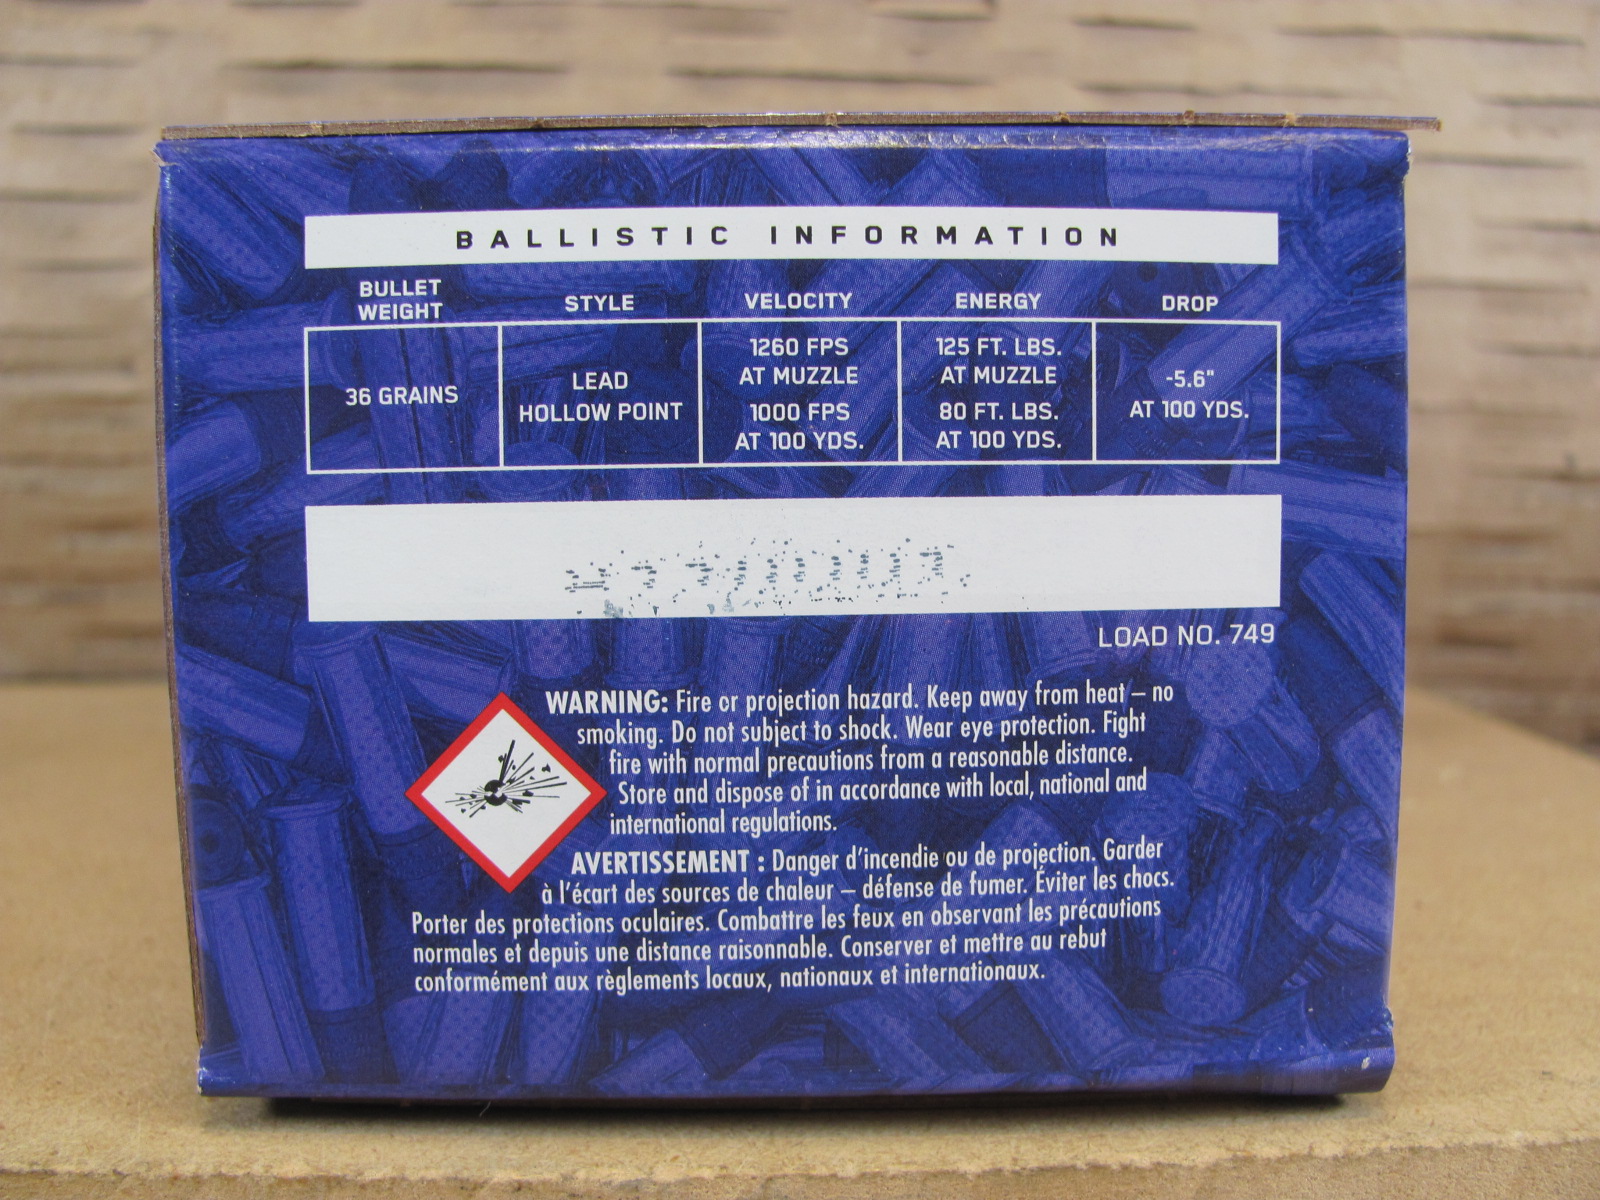 BALLISTIC INFORMATION
BULLET WEIGHT STYLE VELOCITY ENERGY DROP
36 GRAINS
LEAD
HOLLOW POINT
1260 FPS
AT MUZZLE
1000 FPS
AT 100 YDS.
125 FT. LBS.
AT MUZZLE
80 FT. LBS.
AT 100 YDS.
-5.6"
AT 100 YDS.
LOAD NO. 749
WARNING: Fire or projection hazard. Keep away from heat – no
smoking. Do not subject to shock. Wear eye protection. Fight
fire with normal precautions from a reasonable distance.
Store and dispose of in accordance with local, national and
international regulations.
AVERTISSEMENT : Danger d'incendie ou de projection. Garder
à l'écart des sources de chaleur – défense de fumer. Éviter les chocs.
Porter des protections oculaires. Combattre les feux en observant les précautions
normales et depuis une distance raisonnable. Conserver et mettre au rebut
conformément aux règlements locaux, nationaux et internationaux.